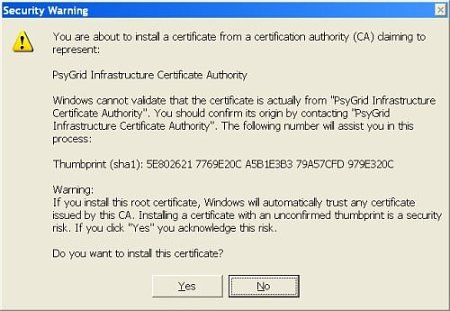 Security Warning
You are about to install a certificate from a certification authority (CA) claiming to
represent:
PsyGrid Infrastructure Certificate Authority
Windows cannot validate that the certificate is actually from "PsyGrid Infrastructure
Certificate Authority". You should confirm its origin by contacting "PsyGrid
Infrastructure Certificate Authority". The following number will assist you in this
process:
Thumbprint (sha1): 5E802621 7769E20C A5B1E3B3 79A57CFD 979E320C
Warning:
If you install this root certificate, Windows will automatically trust any certificate
issued by this CA. Installing a certificate with an unconfirmed thumbprint is a security
risk. If you click "Yes" you acknowledge this risk.
Do you want to install this certificate?
Yes
No